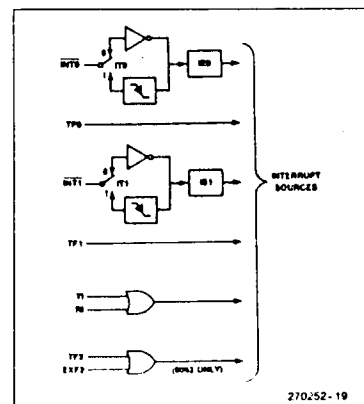 INT0
0
IT0
1
IE0
TF0
INT1
0
IT1
1
IE1
INTERRUPT
SOURCES
TF1
TI
RI
TF2
EXF2
(8052 ONLY)
270252-19